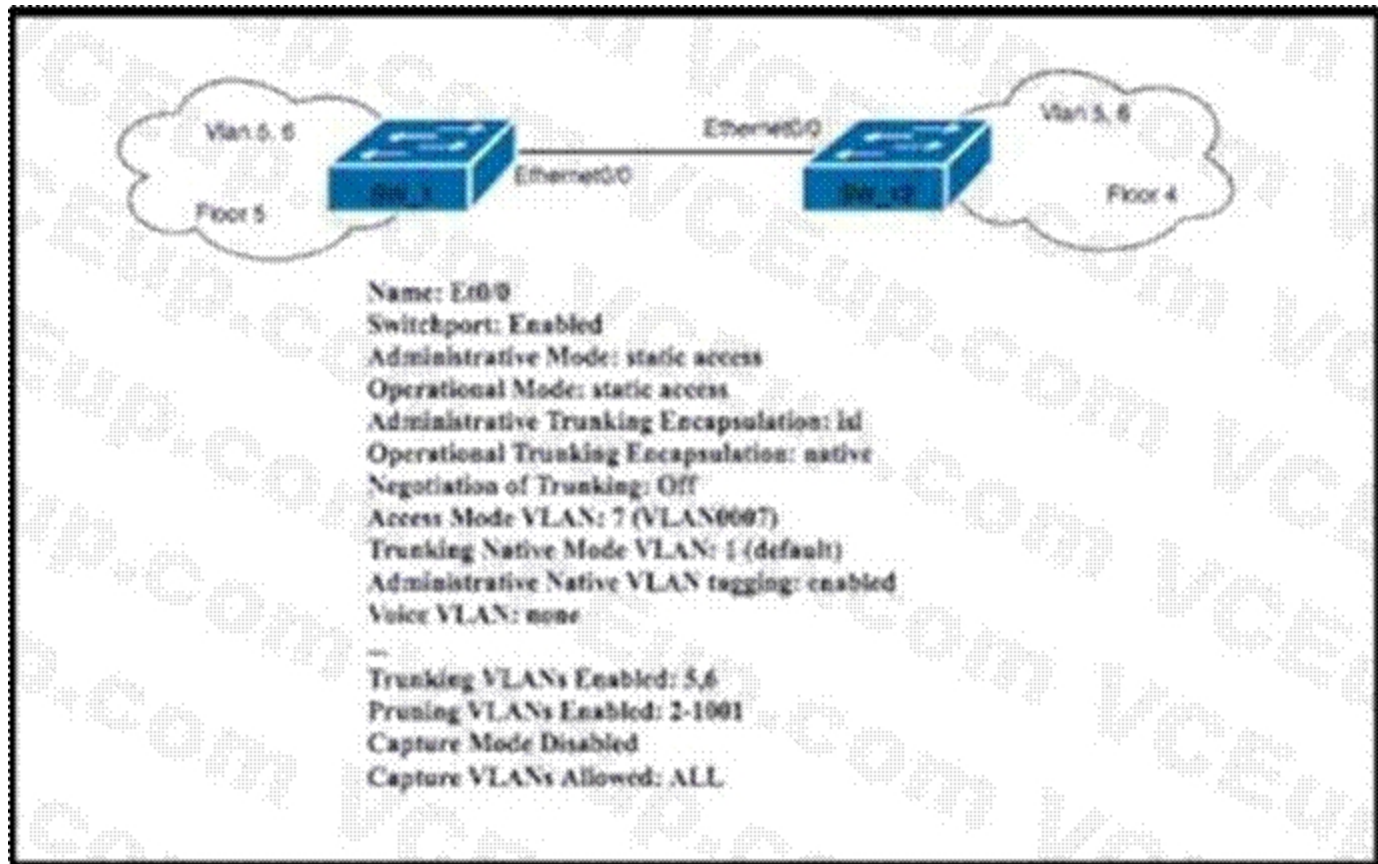 Vlan 5, 6
Ethernet0/0
Vlan 5, 6
Ethernet0/0
Floor 5
Floor 4
Name: Et0/0
Switchport: Enabled
Administrative Mode: static access
Operational Mode: static access
Administrative Trunking Encapsulation: isl
Operational Trunking Encapsulation: native
Negotiation of Trunking: Off
Access Mode VLAN: 7 (VLAN0007)
Trunking Native Mode VLAN: 1 (default)
Administrative Native VLAN tagging: enabled
Voice VLAN: none
...
Trunking VLANs Enabled: 5,6
Pruning VLANs Enabled: 2-1001
Capture Mode Disabled
Capture VLANs Allowed: ALL
VCEup.com